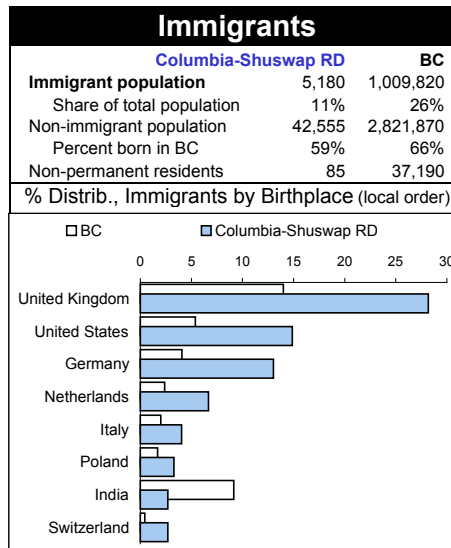 Immigrants
Columbia-Shuswap RD BC
Immigrant population 5,180 1,009,820
Share of total population 11% 26%
Non-immigrant population 42,555 2,821,870
Percent born in BC 59% 66%
Non-permanent residents 85 37,190
% Distrib., Immigrants by Birthplace (local order)
BC Columbia-Shuswap RD
0 5 10 15 20 25 30
United Kingdom
United States
Germany
Netherlands
Italy
Poland
India
Switzerland